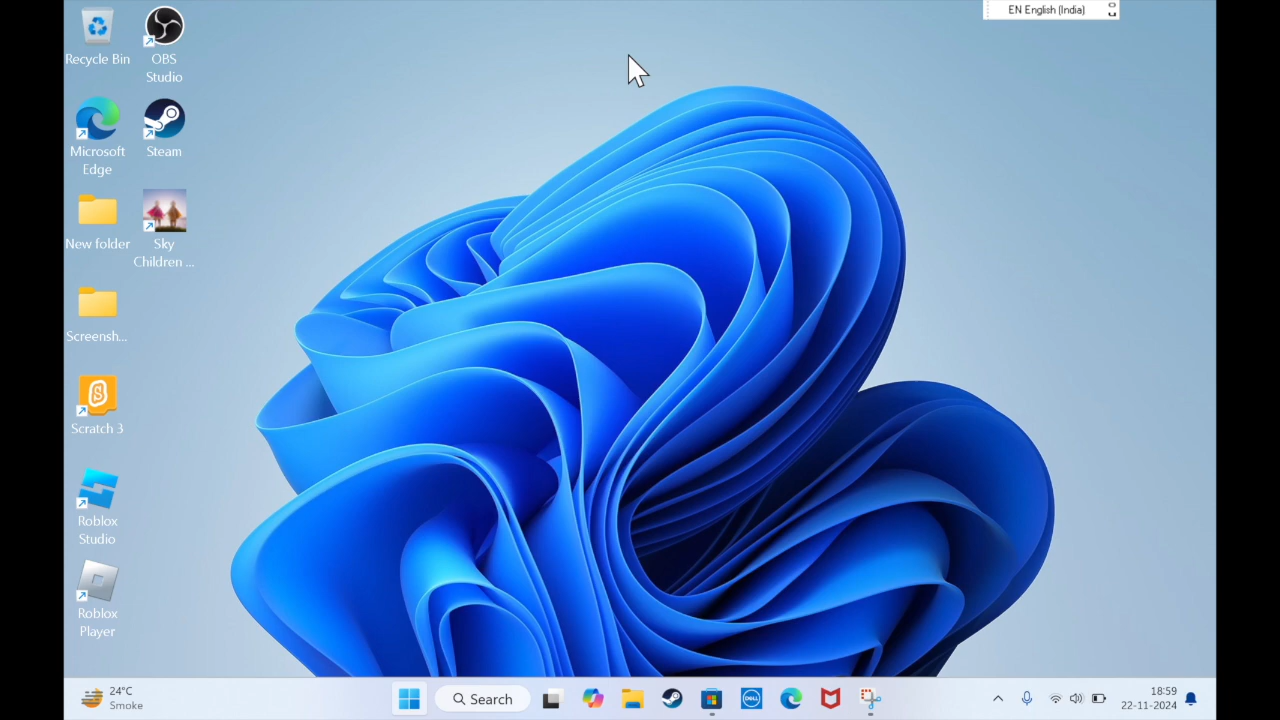 EN English (India)
Recycle Bin
OBS
Studio
Microsoft
Edge
Steam
New folder
Sky
Children ...
Screensh...
Scratch 3
Roblox
Studio
Roblox
Player
24°C
Smoke
Search
DELL
18:59
22-11-2024